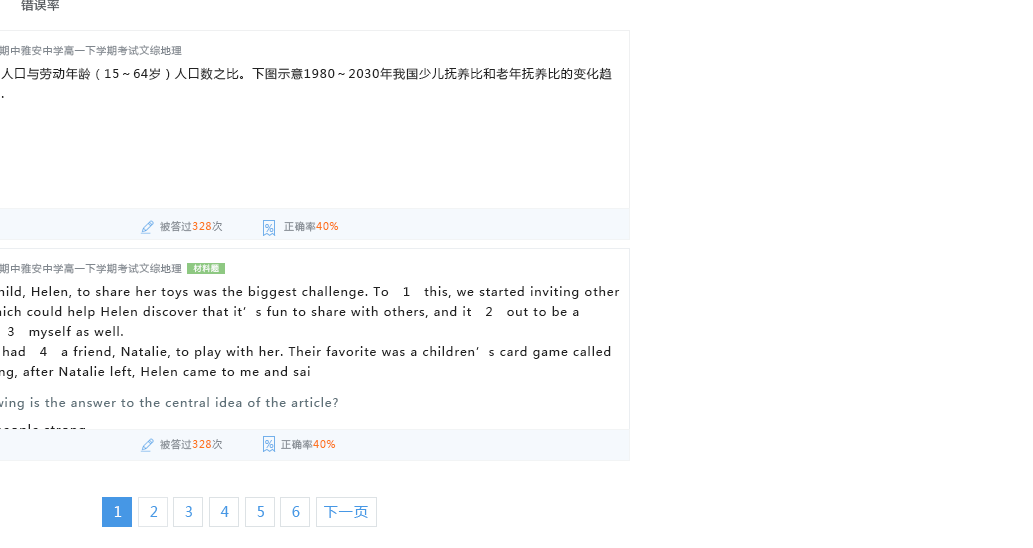 错误率
期中雅安中学高一下学期考试文综地理
人口与劳动年龄（15～64岁）人口数之比。下图示意1980～2030年我国少儿抚养比和老年抚养比的变化趋
.
被答过328次 正确率40%
期中雅安中学高一下学期考试文综地理 材料题
hild, Helen, to share her toys was the biggest challenge. To 1 this, we started inviting other
hich could help Helen discover that it’s fun to share with others, and it 2 out to be a
3 myself as well.
had 4 a friend, Natalie, to play with her. Their favorite was a children’s card game called
ng, after Natalie left, Helen came to me and sai
wing is the answer to the central idea of the article?
被答过328次 正确率40%
1 2 3 4 5 6 下一页